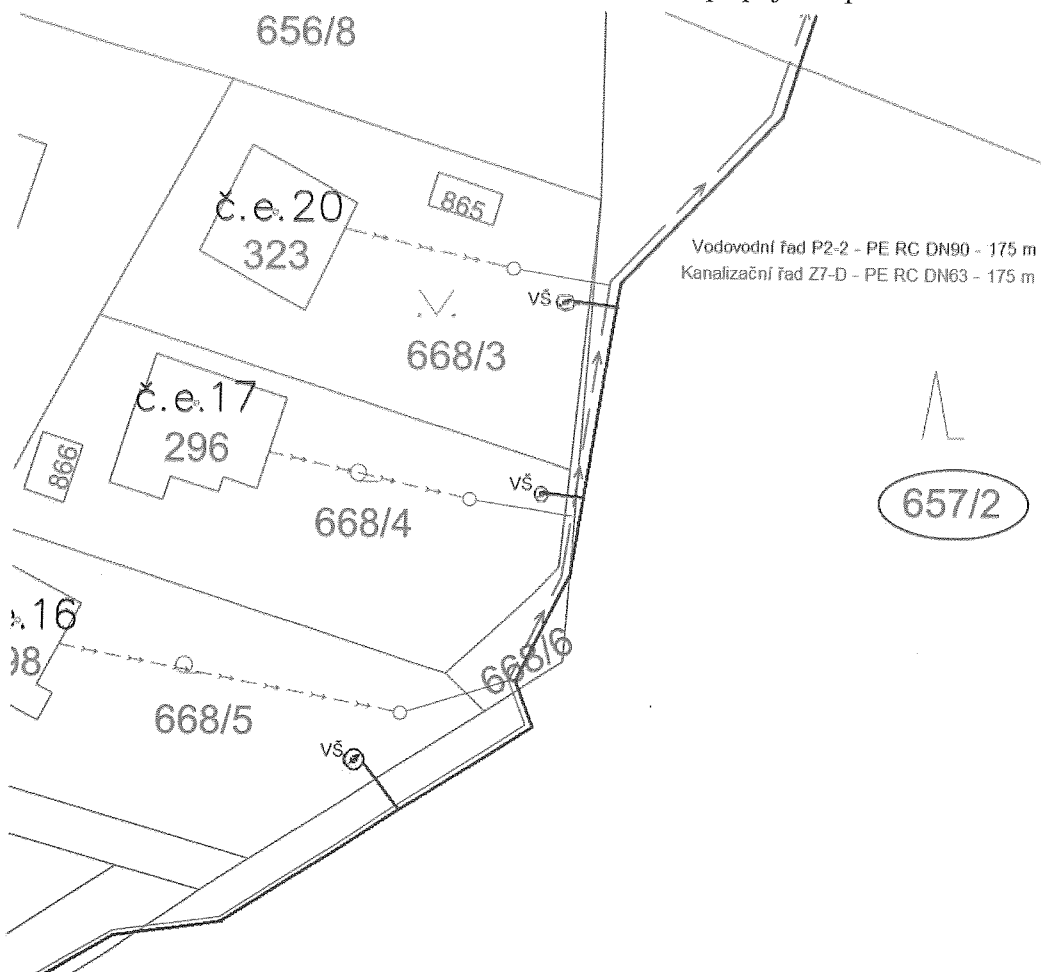 656/8
č.e.20
323
865
Vodovodní řad P2-2 - PE RC DN90 - 175 m
Kanalizační řad Z7-D - PE RC DN63 - 175 m
VŠ
668/3
č.e.17
296
866
VŠ
668/4
657/2
.16
98
668/6
668/5
VŠ